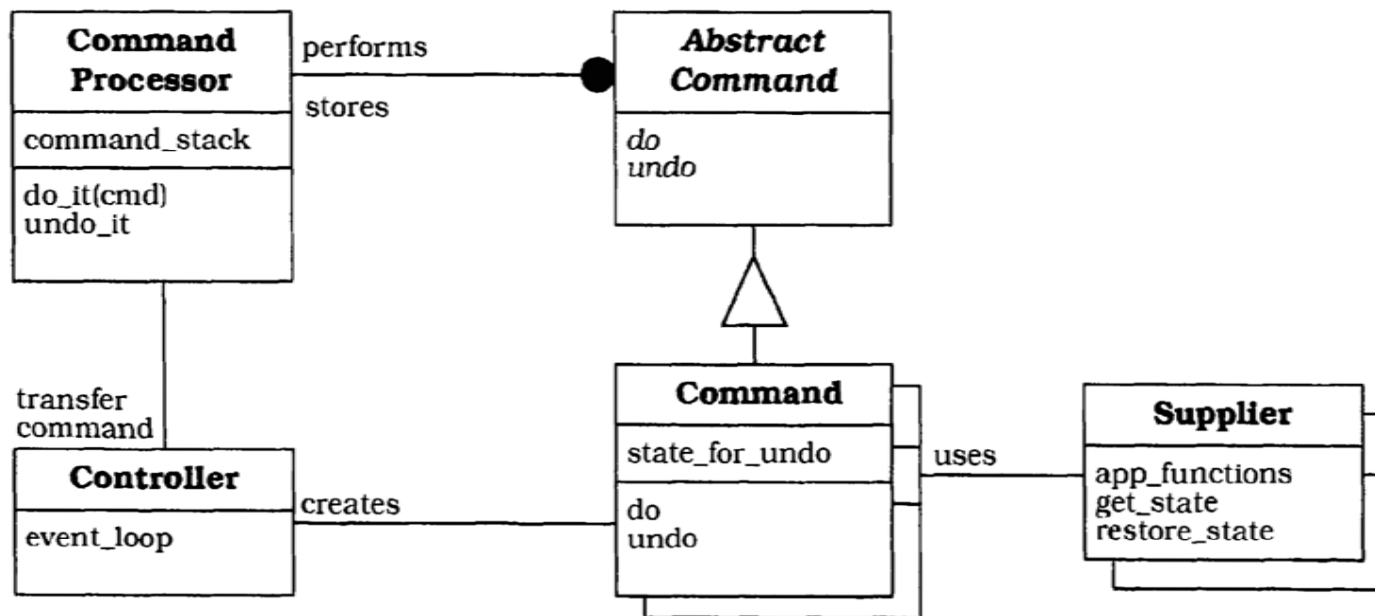 Command
Processor
command_stack
do_it(cmd)
undo_it
performs
stores
Abstract
Command
do
undo
transfer
command
Controller
event_loop
creates
Command
state_for_undo
do
undo
uses
Supplier
app_functions
get_state
restore_state